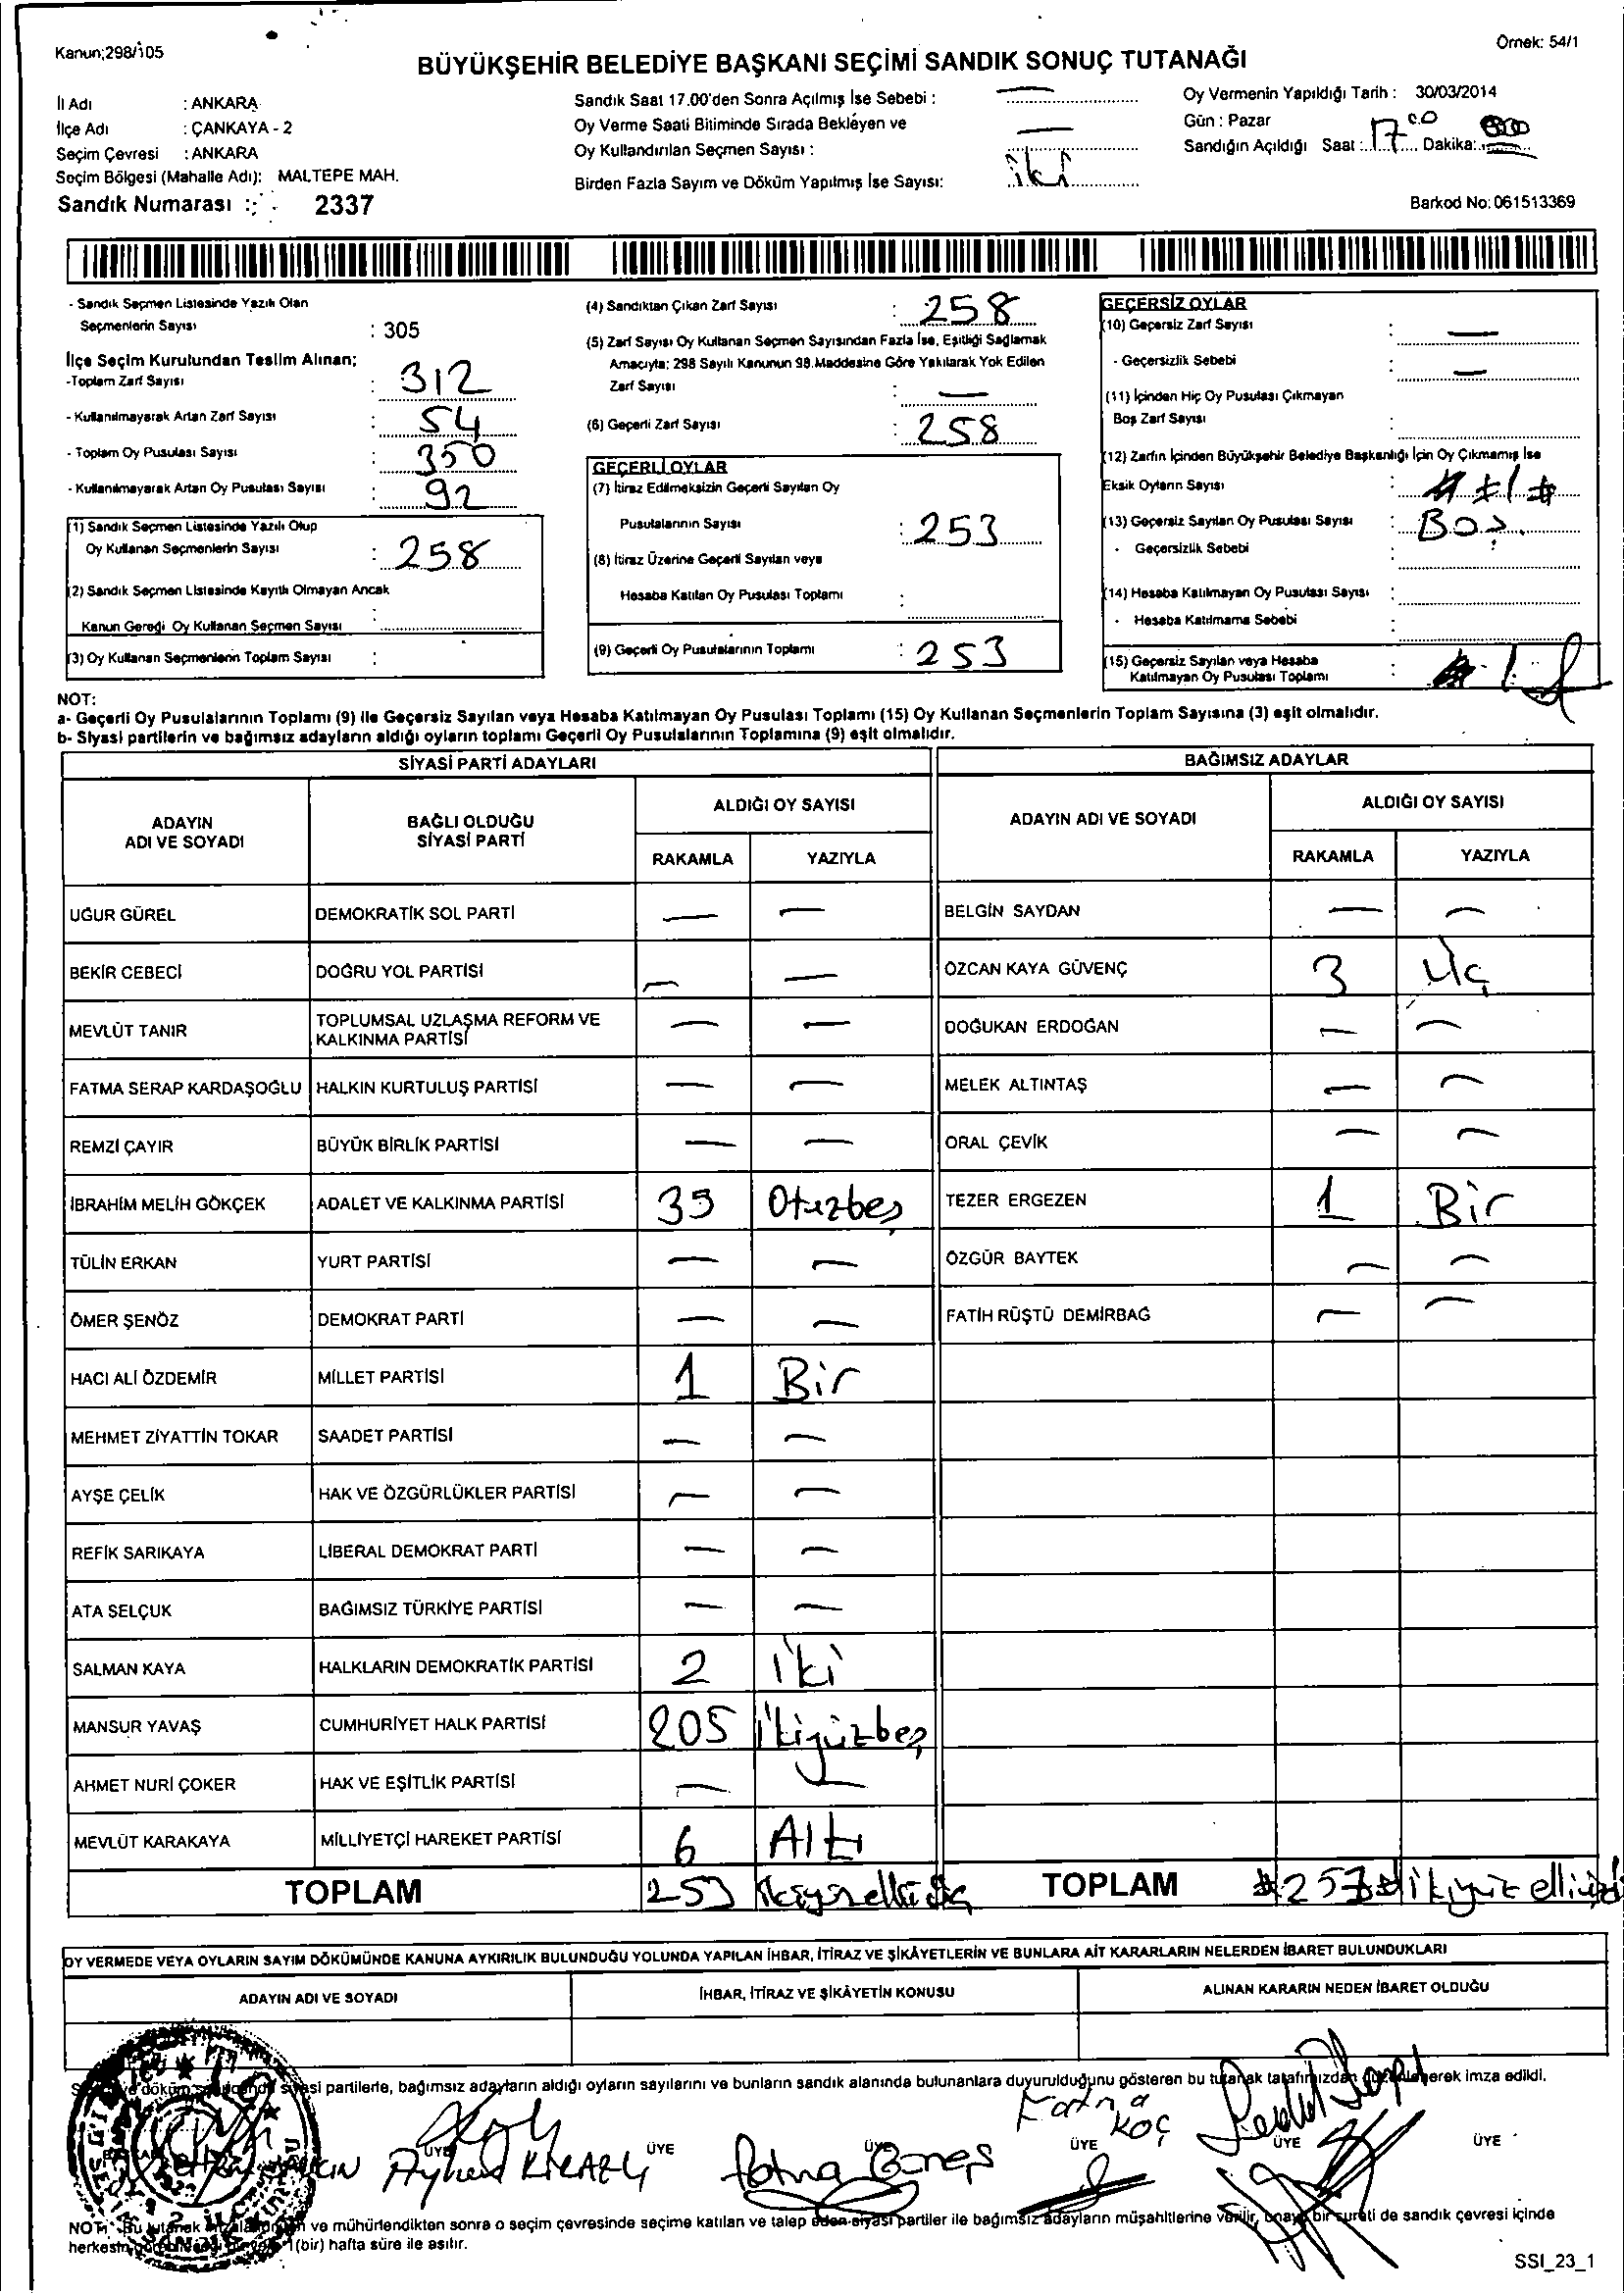 Kanun;298/105
Örnek: 54/1
BÜYÜKŞEHİR BELEDİYE BAŞKANI SEÇİMİ SANDIK SONUÇ TUTANAĞI
İl Adı : ANKARA
İlçe Adı : ÇANKAYA - 2
Seçim Çevresi : ANKARA
Seçim Bölgesi (Mahalle Adı): MALTEPE MAH.
Sandık Numarası : 2337
Sandık Saat 17.00'den Sonra Açılmış İse Sebebi : —
Oy Verme Saati Bitiminde Sırada Bekleyen ve
Oy Kullandırılan Seçmen Sayısı : —
Birden Fazla Sayım ve Döküm Yapılmış İse Sayısı: iki
Oy Vermenin Yapıldığı Tarih : 30/03/2014
Gün : Pazar
Sandığın Açıldığı Saat : 17 00 Dakika:
Barkod No: 061513369
- Sandık Seçmen Listesinde Yazılı Olan
Seçmenlerin Sayısı : 305
İlçe Seçim Kurulundan Teslim Alınan;
-Toplam Zarf Sayısı : 312
- Kullanılmayarak Artan Zarf Sayısı : 54
- Toplam Oy Pusulası Sayısı : 350
- Kullanılmayarak Artan Oy Pusulası Sayısı : 92
(1) Sandık Seçmen Listesinde Yazılı Olup
Oy Kullanan Seçmenlerin Sayısı : 258
(2) Sandık Seçmen Listesinde Kayıtlı Olmayan Ancak
Kanun Gereği Oy Kullanan Seçmen Sayısı :
(3) Oy Kullanan Seçmenlerin Toplam Sayısı :
(4) Sandıktan Çıkan Zarf Sayısı : 258
(5) Zarf Sayısı Oy Kullanan Seçmen Sayısından Fazla İse, Eşitliği Sağlamak
Amacıyla; 298 Sayılı Kanunun 98.Maddesine Göre Yakılarak Yok Edilen
Zarf Sayısı : —
(6) Geçerli Zarf Sayısı : 258
GEÇERLİ OYLAR
(7) İtiraz Edilmeksizin Geçerli Sayılan Oy
Pusulalarının Sayısı : 253
(8) İtiraz Üzerine Geçerli Sayılan veya
Hesaba Katılan Oy Pusulası Toplamı :
(9) Geçerli Oy Pusulalarının Toplamı : 253
GEÇERSİZ OYLAR
(10) Geçersiz Zarf Sayısı : —
- Geçersizlik Sebebi : —
(11) İçinden Hiç Oy Pusulası Çıkmayan
Boş Zarf Sayısı :
(12) Zarfın İçinden Büyükşehir Belediye Başkanlığı İçin Oy Çıkmamış İse
Eksik Oyların Sayısı :
(13) Geçersiz Sayılan Oy Pusulası Sayısı : Boş.
- Geçersizlik Sebebi :
(14) Hesaba Katılmayan Oy Pusulası Sayısı :
- Hesaba Katılmama Sebebi :
(15) Geçersiz Sayılan veya Hesaba
Katılmayan Oy Pusulası Toplamı :
NOT:
a- Geçerli Oy Pusulalarının Toplamı (9) ile Geçersiz Sayılan veya Hesaba Katılmayan Oy Pusulası Toplamı (15) Oy Kullanan Seçmenlerin Toplam Sayısına (3) eşit olmalıdır.
b- Siyasi partilerin ve bağımsız adayların aldığı oyların toplamı Geçerli Oy Pusulalarının Toplamına (9) eşit olmalıdır.
SİYASİ PARTİ ADAYLARI
BAĞIMSIZ ADAYLAR
ADAYIN ADI VE SOYADI
BAĞLI OLDUĞU SİYASİ PARTİ
ALDIĞI OY SAYISI
RAKAMLA YAZIYLA
ADAYIN ADI VE SOYADI
ALDIĞI OY SAYISI
RAKAMLA YAZIYLA
UĞUR GÜREL DEMOKRATİK SOL PARTİ — — BELGİN SAYDAN — —
BEKİR CEBECİ DOĞRU YOL PARTİSİ — — ÖZCAN KAYA GÜVENÇ 3 Üç
MEVLÜT TANIR TOPLUMSAL UZLAŞMA REFORM VE KALKINMA PARTİSİ — — DOĞUKAN ERDOĞAN — —
FATMA SERAP KARDAŞOĞLU HALKIN KURTULUŞ PARTİSİ — — MELEK ALTINTAŞ — —
REMZİ ÇAYIR BÜYÜK BİRLİK PARTİSİ — — ORAL ÇEVİK — —
İBRAHİM MELİH GÖKÇEK ADALET VE KALKINMA PARTİSİ 35 Otuzbeş TEZER ERGEZEN 1 Bir
TÜLİN ERKAN YURT PARTİSİ — — ÖZGÜR BAYTEK — —
ÖMER ŞENÖZ DEMOKRAT PARTİ — — FATİH RÜŞTÜ DEMİRBAĞ — —
HACI ALİ ÖZDEMİR MİLLET PARTİSİ 1 Bir
MEHMET ZİYATTİN TOKAR SAADET PARTİSİ — —
AYŞE ÇELİK HAK VE ÖZGÜRLÜKLER PARTİSİ — —
REFİK SARIKAYA LİBERAL DEMOKRAT PARTİ — —
ATA SELÇUK BAĞIMSIZ TÜRKİYE PARTİSİ — —
SALMAN KAYA HALKLARIN DEMOKRATİK PARTİSİ 2 iki
MANSUR YAVAŞ CUMHURİYET HALK PARTİSİ 205 ikiyüzbeş
AHMET NURİ ÇOKER HAK VE EŞİTLİK PARTİSİ — —
MEVLÜT KARAKAYA MİLLİYETÇİ HAREKET PARTİSİ 6 Altı
TOPLAM 253 TOPLAM
OY VERMEDE VEYA OYLARIN SAYIM DÖKÜMÜNDE KANUNA AYKIRILIK BULUNDUĞU YOLUNDA YAPILAN İHBAR, İTİRAZ VE ŞİKÂYETLERİN VE BUNLARA AİT KARARLARIN NELERDEN İBARET BULUNDUKLARI
ADAYIN ADI VE SOYADI İHBAR, İTİRAZ VE ŞİKÂYETİN KONUSU ALINAN KARARIN NEDEN İBARET OLDUĞU
siyasi partilerle, bağımsız adayların aldığı oyların sayılarını ve bunların sandık alanında bulunanlara duyurulduğunu gösteren bu tutanak tarafımızdan düzenlenerek imza edildi.
Fatma Koç
ÜYE ÜYE ÜYE ÜYE ÜYE ÜYE
Fatma Güneş
NOT: Bu tutanak ve mühürlendikten sonra o seçim çevresinde seçime katılan ve talep eden siyasi partiler ile bağımsız adayların müşahitlerine verilir, onaylı bir sureti de sandık çevresi içinde
1(bir) hafta süre ile asılır.
SSI_23_1